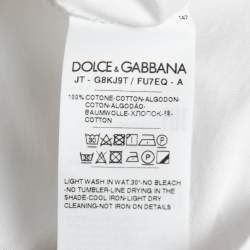 DOLCE & GABBANA
JT - G8KJ9T / FU7EQ - A
100% COTONE-COTTON-ALGODON-
COTON-ALGODÃO-
BAUMWOLLE-ХЛОПОК-棉-
COTTON
LIGHT WASH IN WAT.30°-NO BLEACH
-NO TUMBLER-LINE DRYING IN THE
SHADE-COOL IRON-LIGHT DRY
CLEANING-NOT IRON ON DETAILS